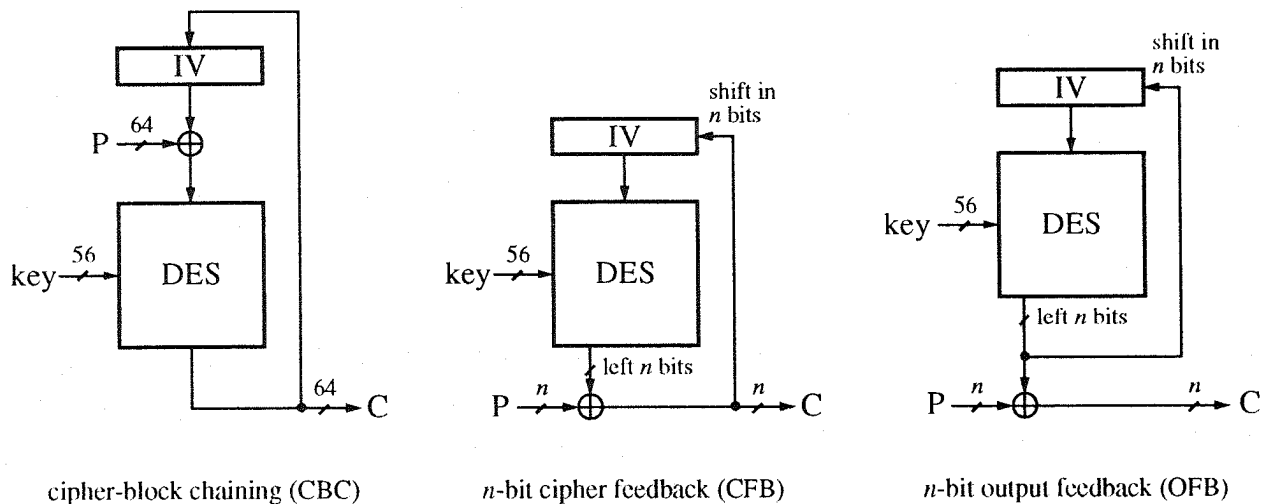 IV
64
P
56
key
DES
64
C
cipher-block chaining (CBC)
shift in
n bits
IV
56
key
DES
left n bits
P
n
n
C
n-bit cipher feedback (CFB)
shift in
n bits
IV
56
key
DES
left n bits
P
n
n
C
n-bit output feedback (OFB)